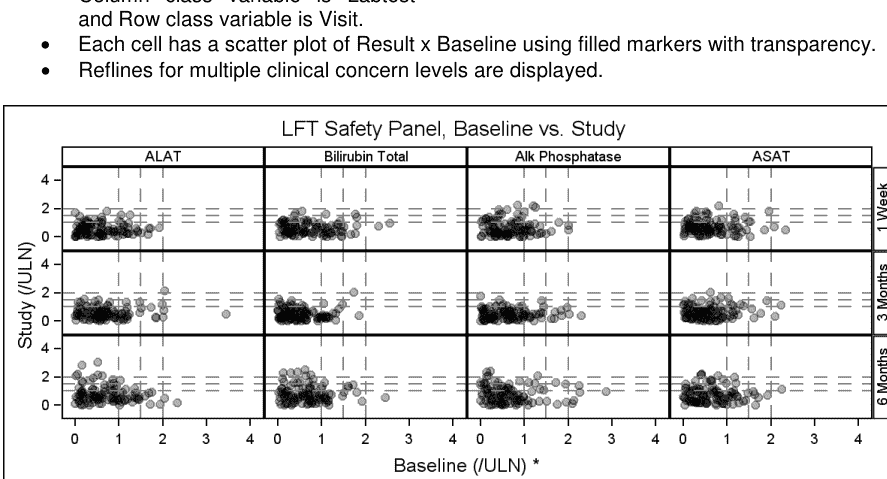 Column class variable is Labtest
and Row class variable is Visit.
• Each cell has a scatter plot of Result x Baseline using filled markers with transparency.
• Reflines for multiple clinical concern levels are displayed.
LFT Safety Panel, Baseline vs. Study
ALAT Bilirubin Total Alk Phosphatase ASAT
Study (/ULN)
4
2
0
1 Week
4
2
0
3 Months
4
2
0
6 Months
0 1 2 3 4 0 1 2 3 4 0 1 2 3 4 0 1 2 3 4
Baseline (/ULN) *